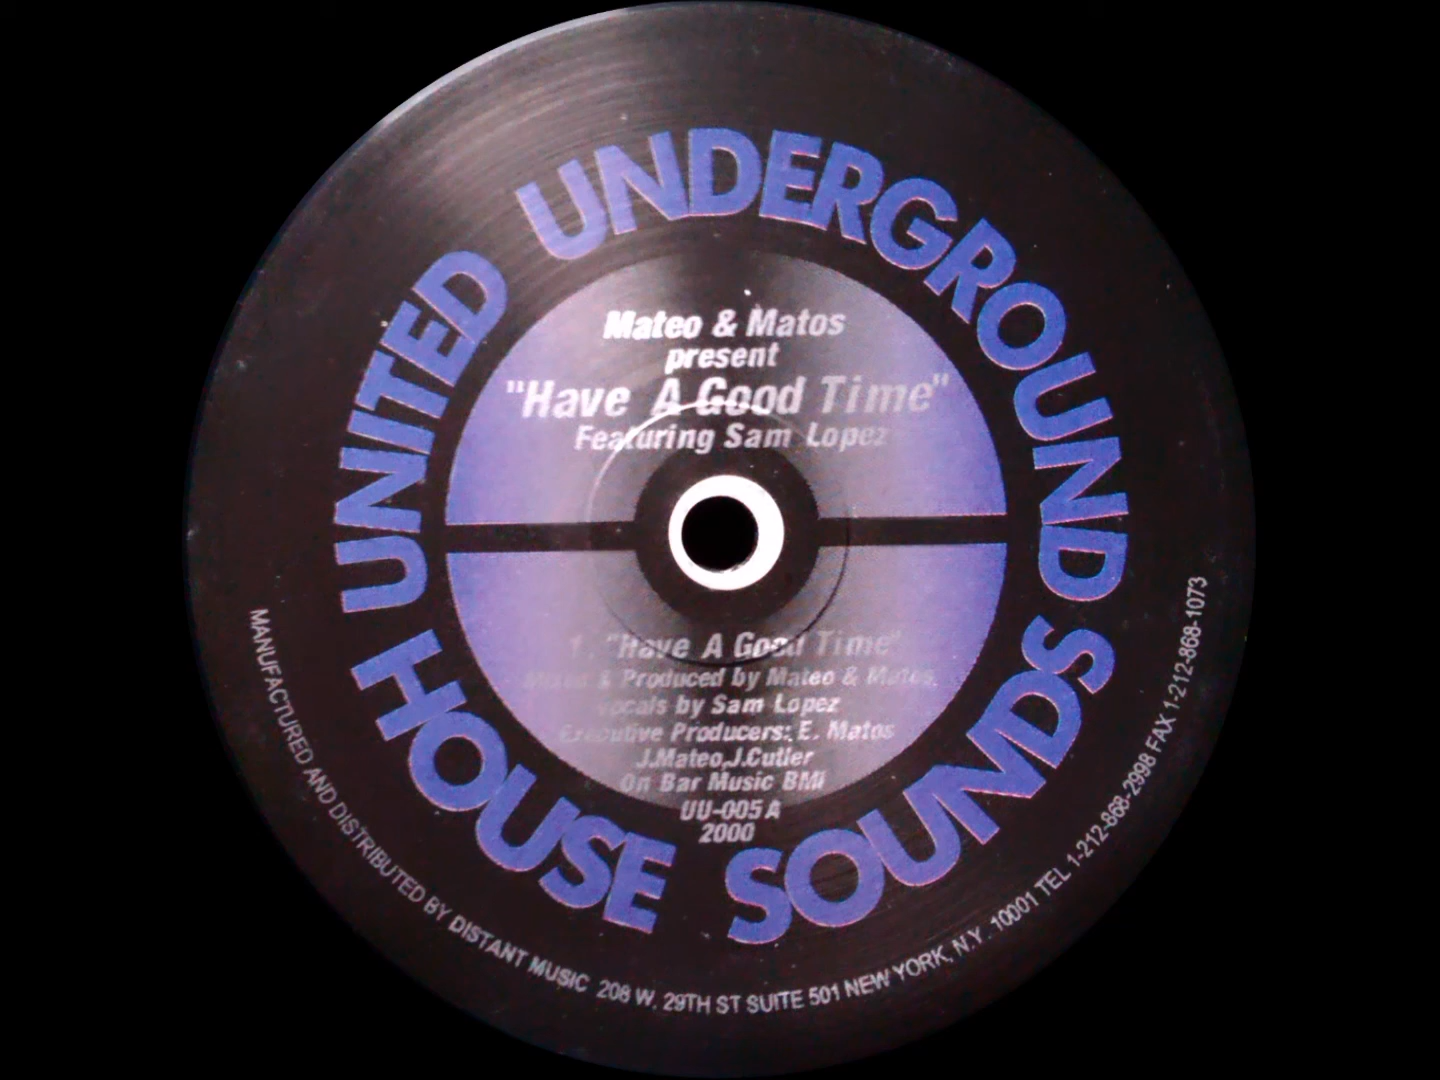 UNITED UNDERGROUND SOUNDS
HOUSE SOUNDS
Mateo & Matos
present
"Have A Good Time"
Featuring Sam Lopez
1. "Have A Good Time"
Mixed & Produced by Mateo & Matos
vocals by Sam Lopez
Executive Producers: E. Matos
J.Mateo,J.Cutler
On Bar Music BMI
UU-005 A
2000
MANUFACTURED AND DISTRIBUTED BY DISTANT MUSIC 208 W. 29TH ST SUITE 501 NEW YORK, N.Y. 10001 TEL 1-212-868-2998 FAX 1-212-868-1073